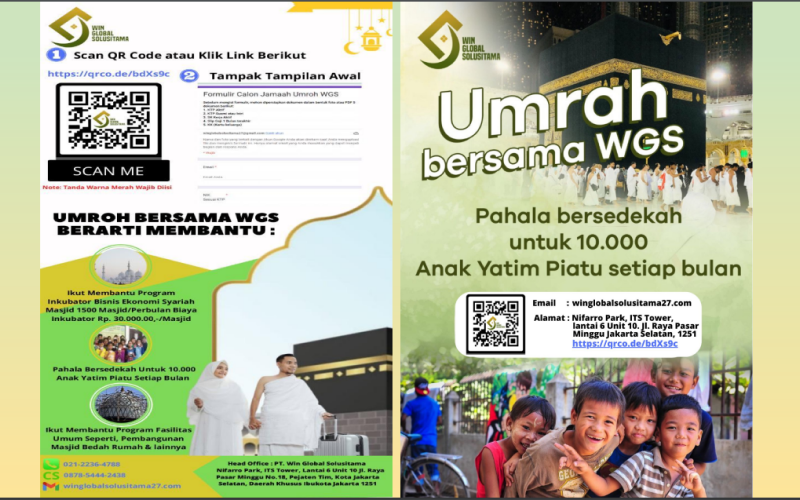 WIN
GLOBAL
SOLUSITAMA
1 Scan QR Code atau Klik Link Berikut
https://qrco.de/bdXs9c
2 Tampak Tampilan Awal
WIN
GLOBAL
SOLUSITAMA
SCAN ME
Note: Tanda Warna Merah Wajib Diisi
Formulir Calon Jamaah Umroh WGS
UMROH BERSAMA WGS
BERARTI MEMBANTU :
Ikut Membantu Program
Inkubator Bisnis Ekonomi Syariah
Masjid 1500 Masjid/Perbulan Biaya
Inkubator Rp. 30.000.00,-/Masjid
Pahala Bersedekah Untuk 10.000
Anak Yatim Piatu Setiap Bulan
Ikut Membantu Program Fasilitas
Umum Seperti, Pembangunan
Masjid Bedah Rumah & lainnya
021-2236-4788
CS 0878-5444-2438
winglobalsolusitama27.com
Head Office : PT. Win Global Solusitama
Nifarro Park, ITS Tower, Lantai 6 Unit 10 Jl. Raya
Pasar Minggu No.18, Pejaten Tim, Kota Jakarta
Selatan, Daerah Khusus Ibukota Jakarta 1251
WIN
GLOBAL
SOLUSITAMA
Umrah
bersama WGS
Pahala bersedekah
untuk 10.000
Anak Yatim Piatu setiap bulan
Email : winglobalsolusitama27.com
Alamat : Nifarro Park, ITS Tower,
lantai 6 Unit 10. Jl. Raya Pasar
Minggu Jakarta Selatan, 1251
https://qrco.de/bdXs9c